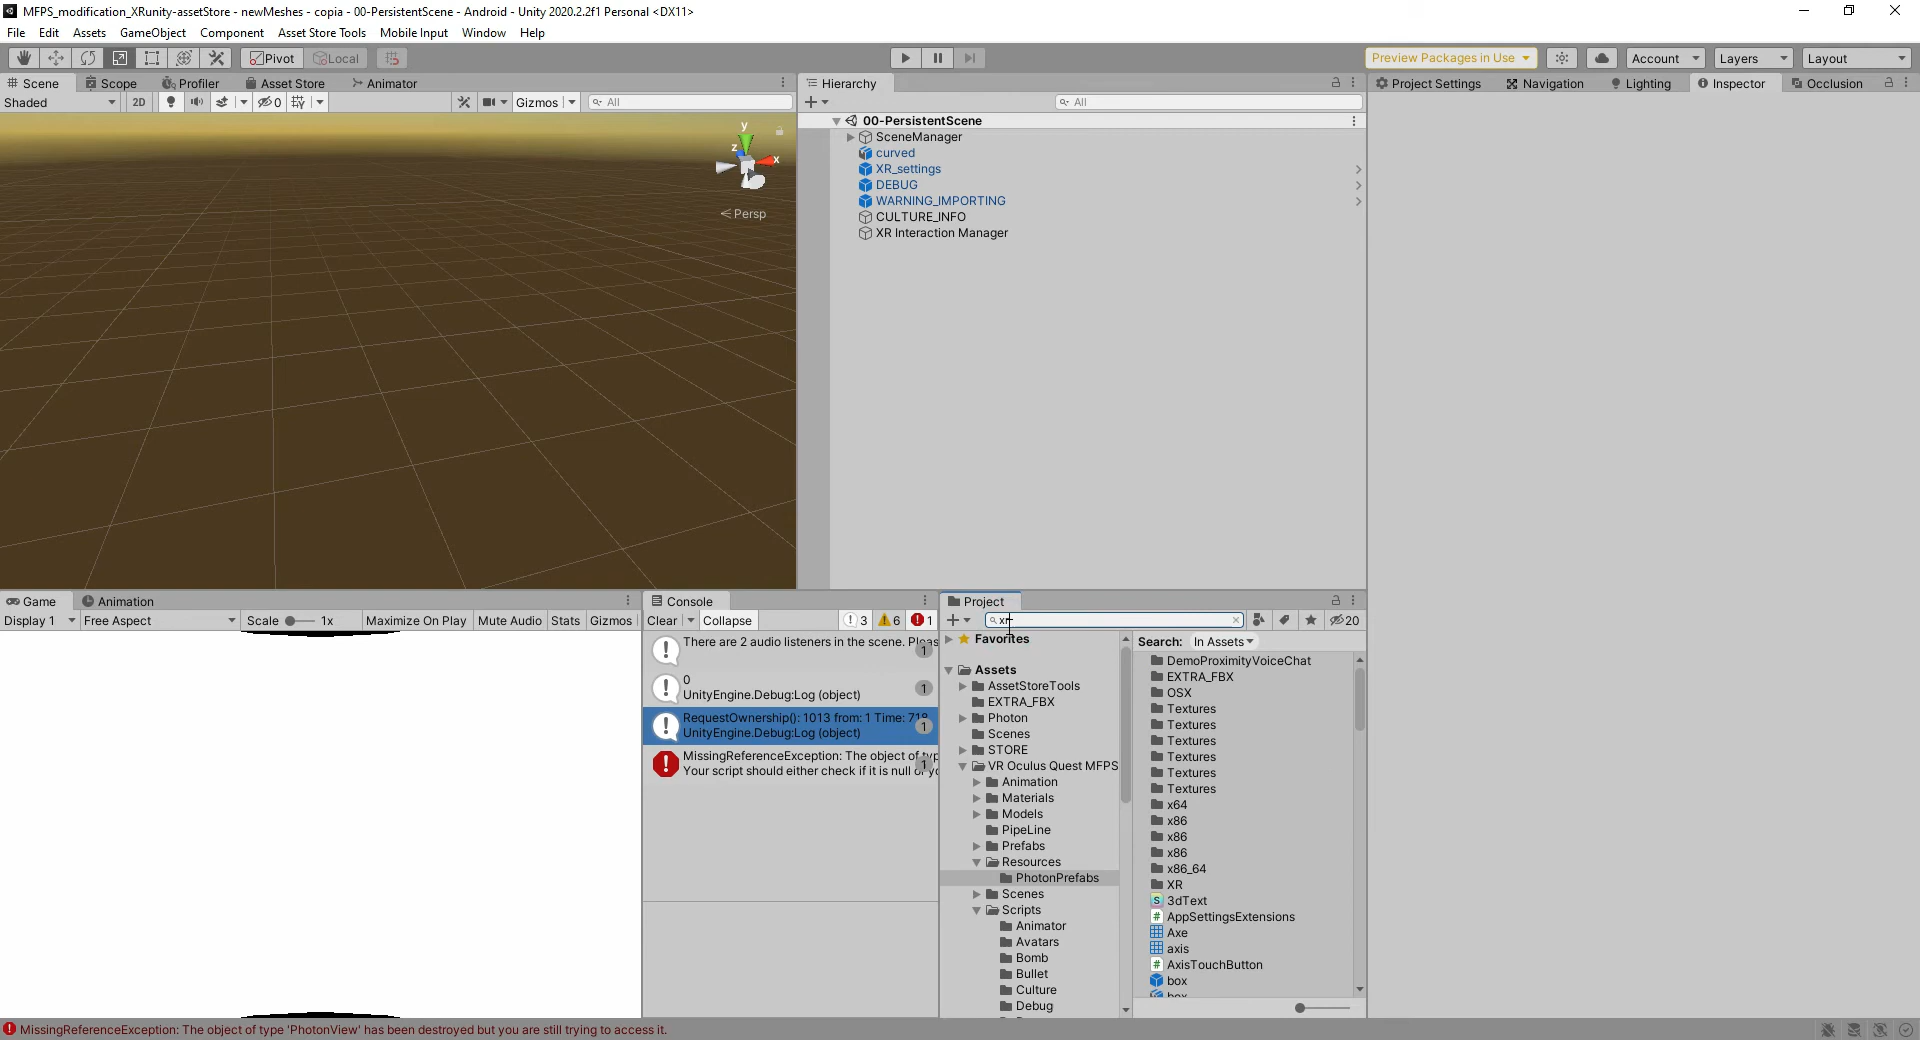 MFPS_modification_XRunity-assetStore - newMeshes - copia - 00-PersistentScene - Android - Unity 2020.2.2f1 Personal <DX11>
File Edit Assets GameObject Component Asset Store Tools Mobile Input Window Help
Pivot Local Preview Packages in Use Account Layers Layout
Scene Scope Profiler Asset Store Animator
Shaded 2D 0 Gizmos All
y
z
x
Persp
Hierarchy
All
00-PersistentScene
SceneManager
curved
XR_settings
DEBUG
WARNING_IMPORTING
CULTURE_INFO
XR Interaction Manager
Project Settings Navigation Lighting Inspector Occlusion
Game Animation
Display 1 Free Aspect Scale 1x Maximize On Play Mute Audio Stats Gizmos
Console
Clear Collapse 3 6 1
There are 2 audio listeners in the scene. Pleas
1
0
UnityEngine.Debug:Log (object)
1
RequestOwnership(): 1013 from: 1 Time: 718
UnityEngine.Debug:Log (object)
1
MissingReferenceException: The object of typ
Your script should either check if it is null or yo
1
Project
xr
20
Favorites
Assets
AssetStoreTools
EXTRA_FBX
Photon
Scenes
STORE
VR Oculus Quest MFPS
Animation
Materials
Models
PipeLine
Prefabs
Resources
PhotonPrefabs
Scenes
Scripts
Animator
Avatars
Bomb
Bullet
Culture
Debug
Search: In Assets
DemoProximityVoiceChat
EXTRA_FBX
OSX
Textures
Textures
Textures
Textures
Textures
Textures
x64
x86
x86
x86
x86_64
XR
3dText
AppSettingsExtensions
Axe
axis
AxisTouchButton
box
box
MissingReferenceException: The object of type 'PhotonView' has been destroyed but you are still trying to access it.